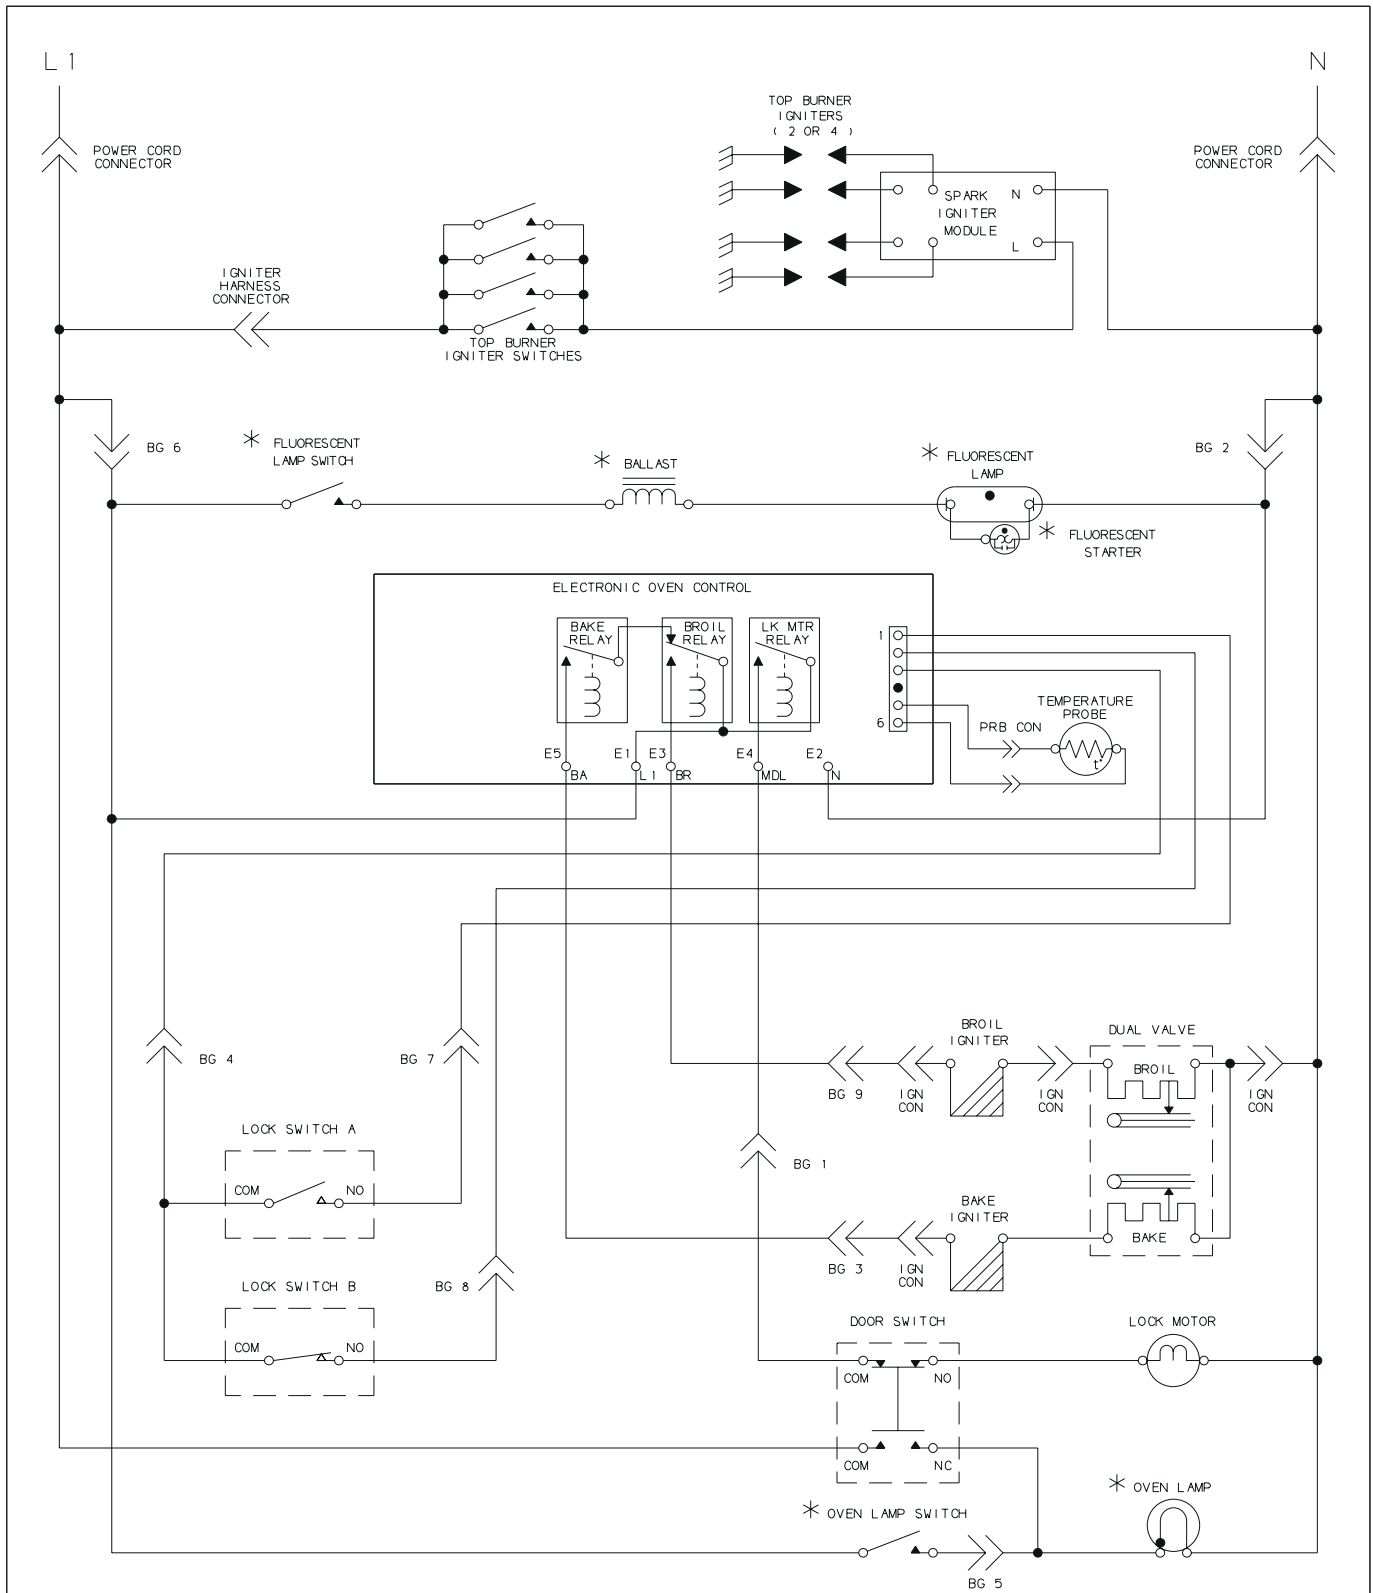 L1
N
TOP BURNER
IGNITERS
( 2 OR 4 )
POWER CORD
CONNECTOR
POWER CORD
CONNECTOR
SPARK
IGNITER
MODULE
N
L
IGNITER
HARNESS
CONNECTOR
TOP BURNER
IGNITER SWITCHES
BG 6
* FLUORESCENT
LAMP SWITCH
* BALLAST
* FLUORESCENT
LAMP
BG 2
* FLUORESCENT
STARTER
ELECTRONIC OVEN CONTROL
BAKE
RELAY
BROIL
RELAY
LK MTR
RELAY
1
6
TEMPERATURE
PROBE
PRB CON
t°
E5
E1
E3
E4
E2
BA
L1
BR
MDL
N
BROIL
IGNITER
DUAL VALVE
BG 4
BG 7
BROIL
BG 9
IGN
CON
IGN
CON
IGN
CON
LOCK SWITCH A
BG 1
COM
NO
BAKE
IGNITER
BAKE
BG 3
IGN
CON
LOCK SWITCH B
BG 8
COM
NO
DOOR SWITCH
LOCK MOTOR
COM
NO
COM
NC
* OVEN LAMP
* OVEN LAMP SWITCH
BG 5